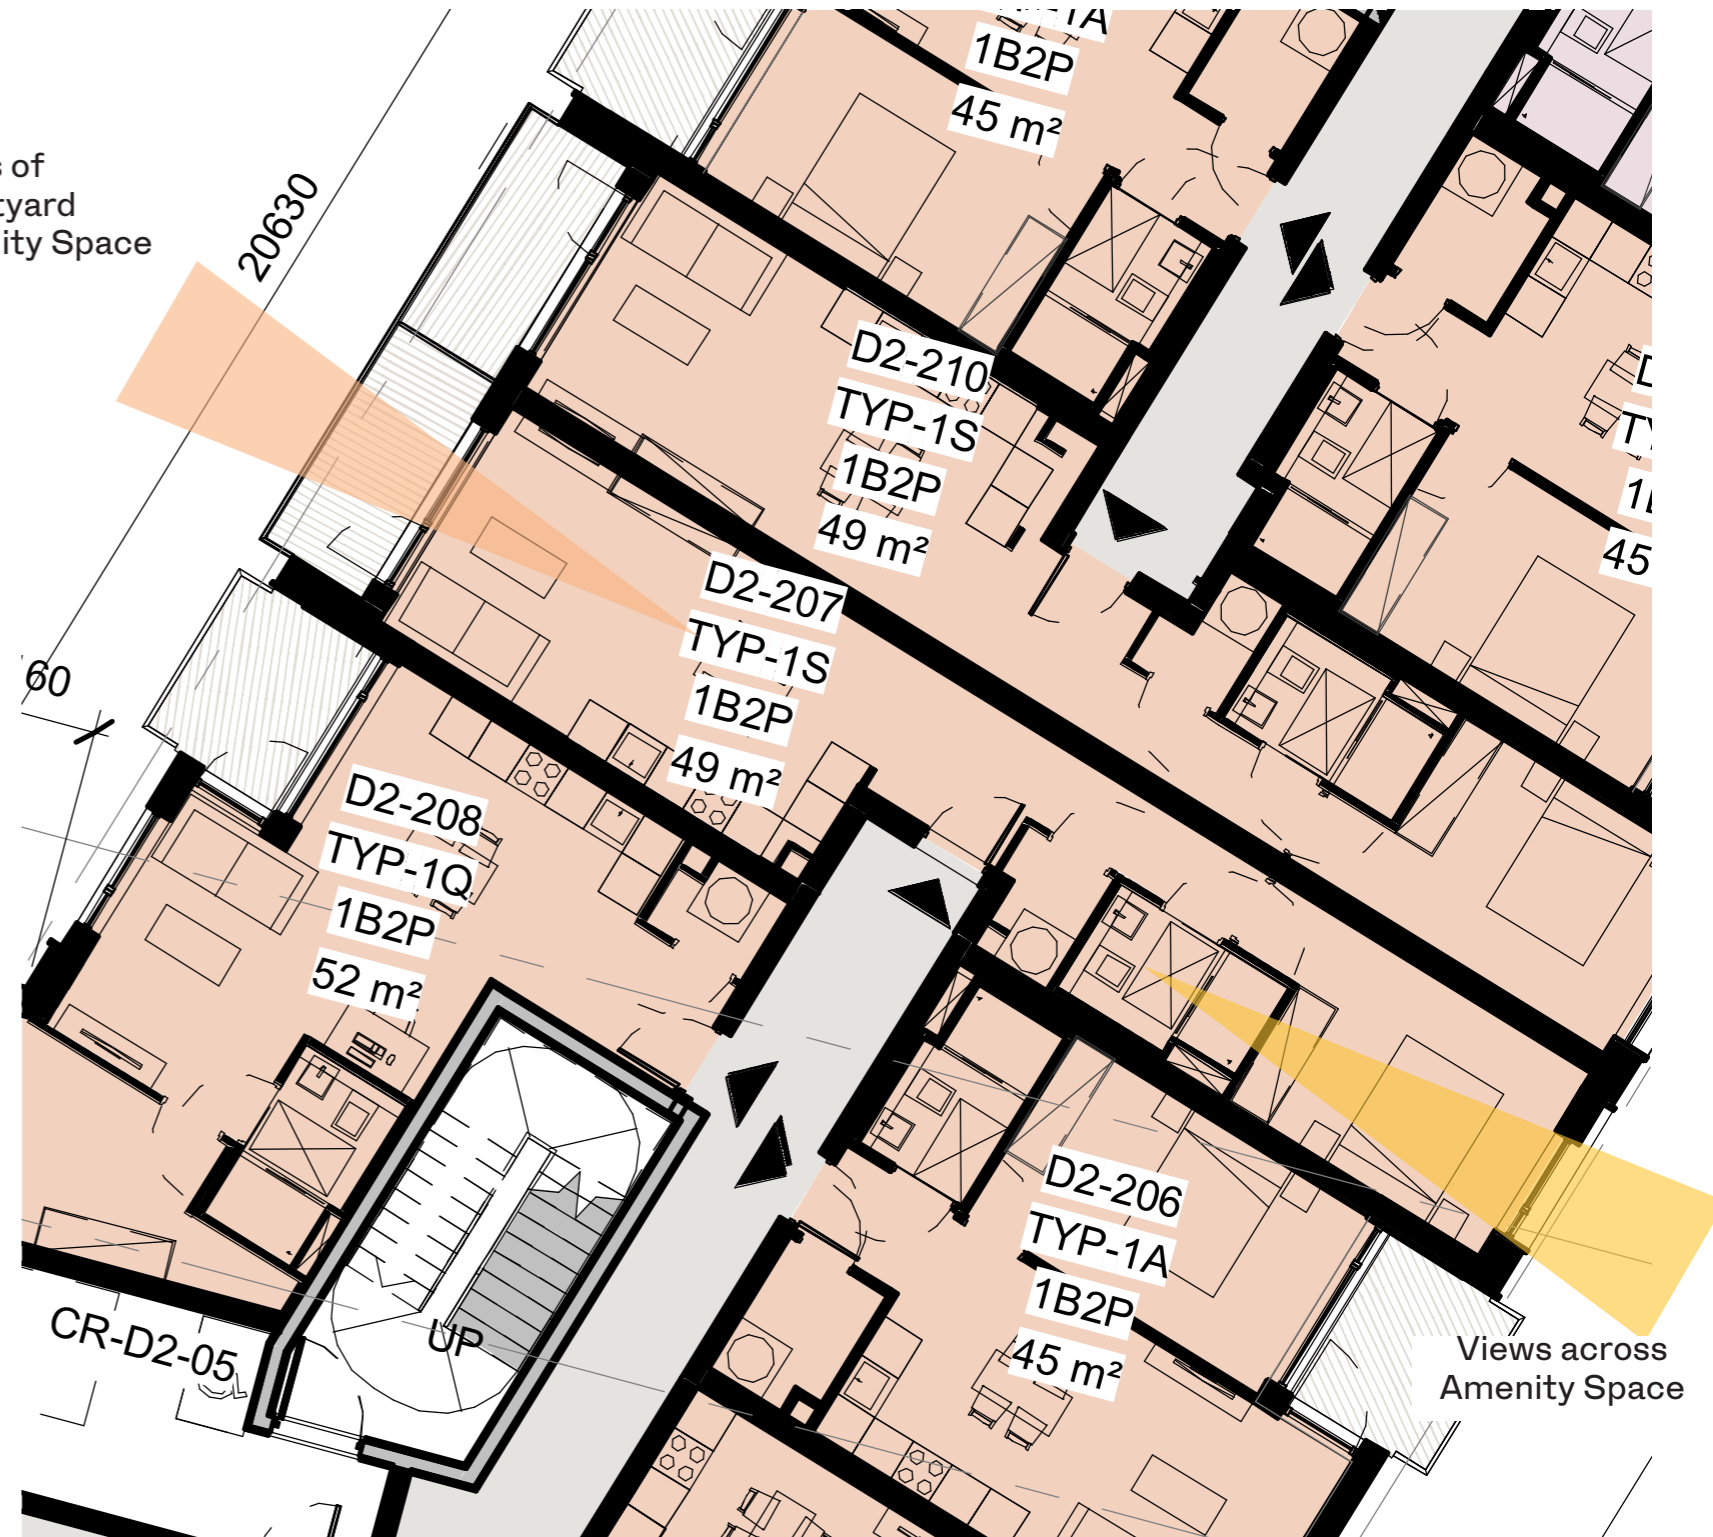 1B2P
45 m²
ity Space
20630
D2-210
TYP-1S
1B2P
49 m²
45
D2-207
TYP-1S
1B2P
49 m²
60
D2-208
TYP-1Q
1B2P
52 m²
D2-206
TYP-1A
1B2P
45 m²
CR-D2-05
UP
Views across
Amenity Space